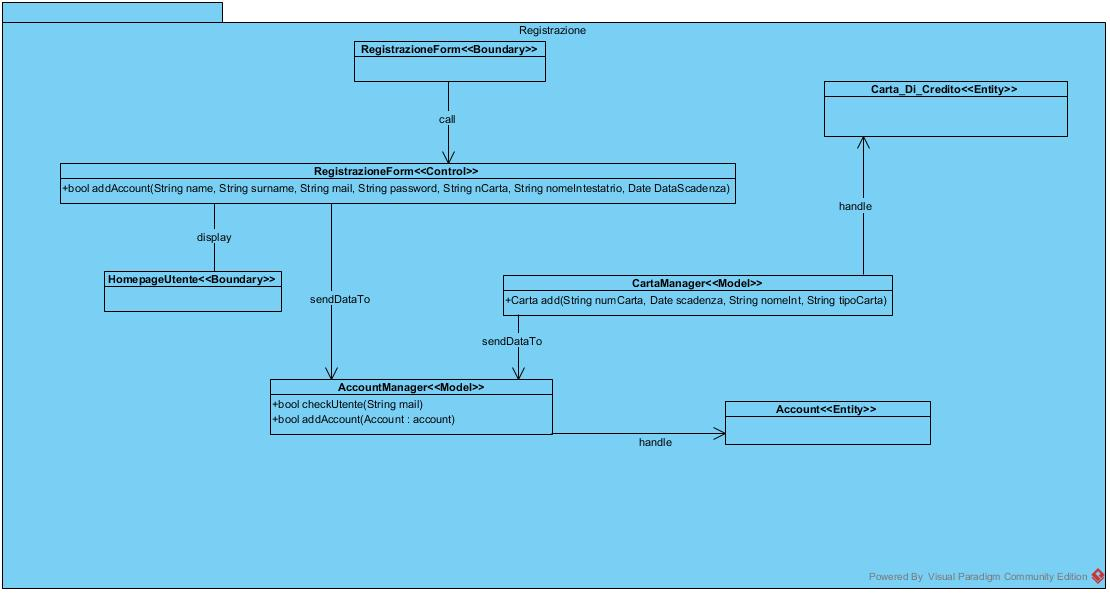 Registrazione
RegistrazioneForm<<Boundary>>
Carta_Di_Credito<<Entity>>
call
RegistrazioneForm<<Control>>
+bool addAccount(String name, String surname, String mail, String password, String nCarta, String nomeIntestatrio, Date DataScadenza)
handle
display
HomepageUtente<<Boundary>>
CartaManager<<Model>>
+Carta add(String numCarta, Date scadenza, String nomeInt, String tipoCarta)
sendDataTo
sendDataTo
AccountManager<<Model>>
+bool checkUtente(String mail)
+bool addAccount(Account : account)
Account<<Entity>>
handle
Powered By Visual Paradigm Community Edition